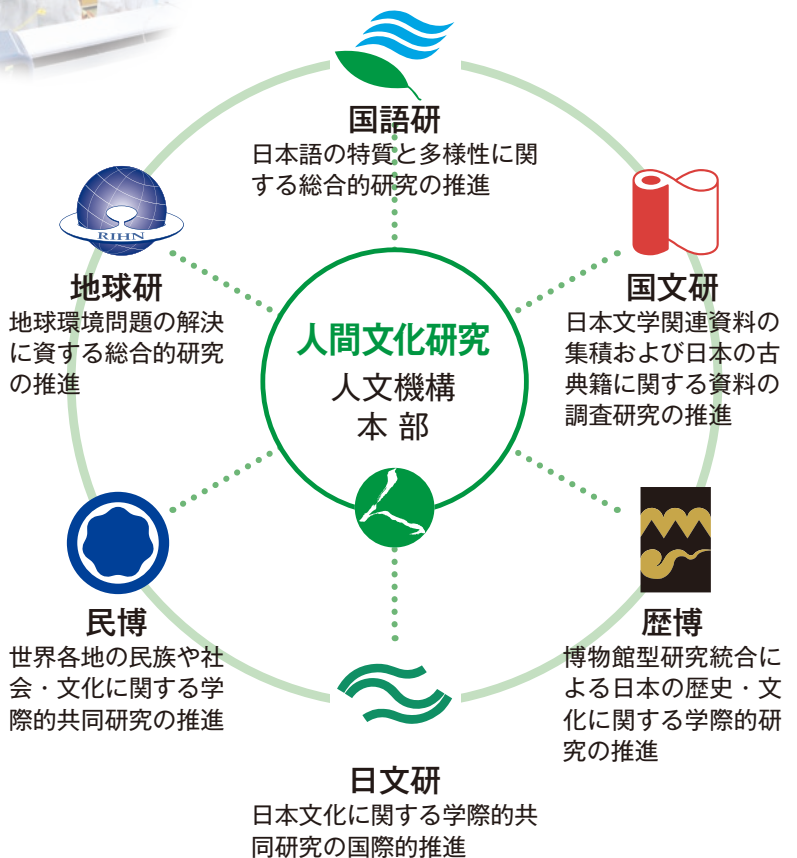 国語研
日本語の特質と多様性に関
する総合的研究の推進
RIHN
地球研
地球環境問題の解決
に資する総合的研究
の推進
国文研
日本文学関連資料の
集積および日本の古
典籍に関する資料の
調査研究の推進
人間文化研究
人文機構
本 部
民博
世界各地の民族や社
会・文化に関する学
際的共同研究の推進
歴博
博物館型研究統合に
よる日本の歴史・文
化に関する学際的研
究の推進
日文研
日本文化に関する学際的共
同研究の国際的推進